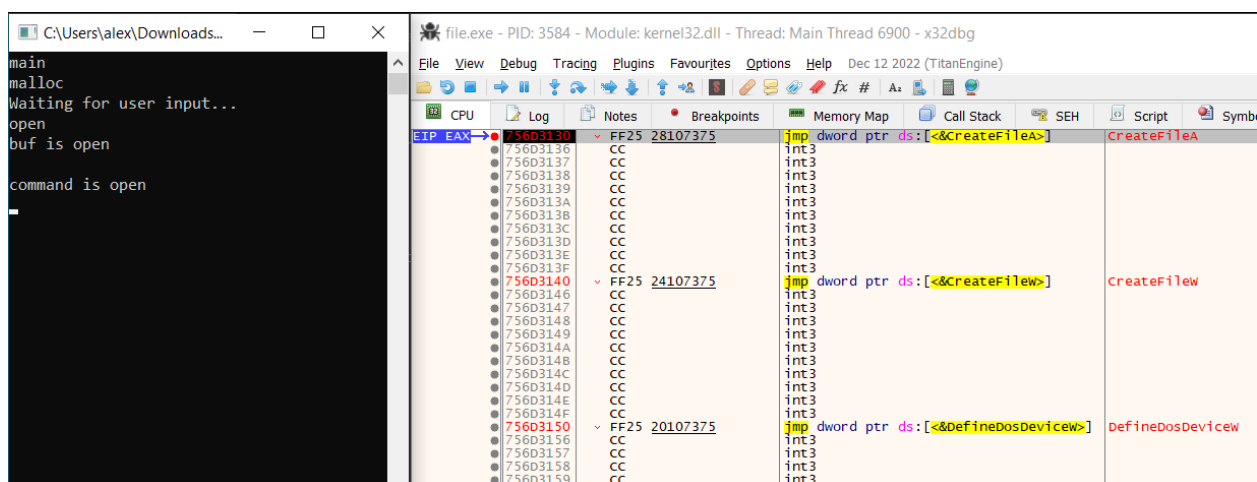 C:\Users\alex\Downloads...
main
malloc
Waiting for user input...
open
buf is open
command is open
file.exe - PID: 3584 - Module: kernel32.dll - Thread: Main Thread 6900 - x32dbg
File View Debug Tracing Plugins Favourites Options Help Dec 12 2022 (TitanEngine)
CPU Log Notes Breakpoints Memory Map Call Stack SEH Script Symb
EIP EAX 756D3130 FF25 28107375 jmp dword ptr ds:[<&CreateFileA>] CreateFileA
756D3136 CC int3
756D3137 CC int3
756D3138 CC int3
756D3139 CC int3
756D313A CC int3
756D313B CC int3
756D313C CC int3
756D313D CC int3
756D313E CC int3
756D313F CC int3
756D3140 FF25 24107375 jmp dword ptr ds:[<&CreateFileW>] CreateFileW
756D3146 CC int3
756D3147 CC int3
756D3148 CC int3
756D3149 CC int3
756D314A CC int3
756D314B CC int3
756D314C CC int3
756D314D CC int3
756D314E CC int3
756D314F CC int3
756D3150 FF25 20107375 jmp dword ptr ds:[<&DefineDosDeviceW>] DefineDosDeviceW
756D3156 CC int3
756D3157 CC int3
756D3158 CC int3
756D3159 CC int3